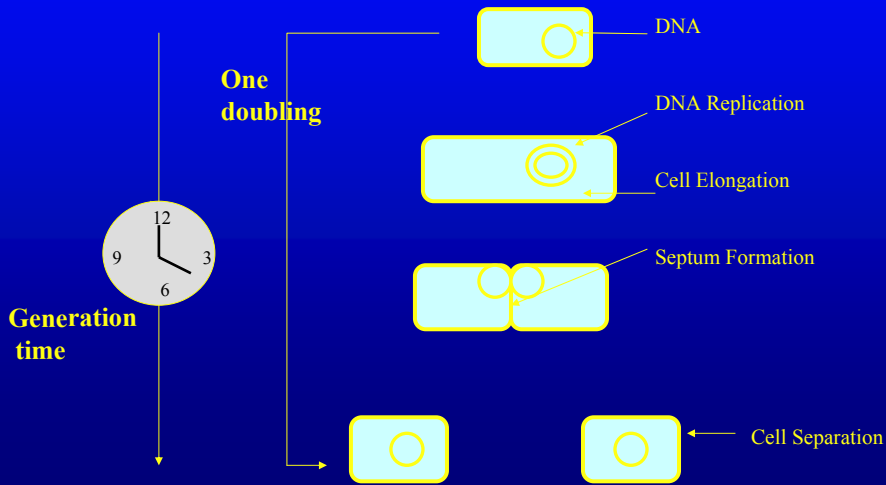 DNA
One
doubling
DNA Replication
Cell Elongation
12
9
3
6
Septum Formation
Generation
time
Cell Separation